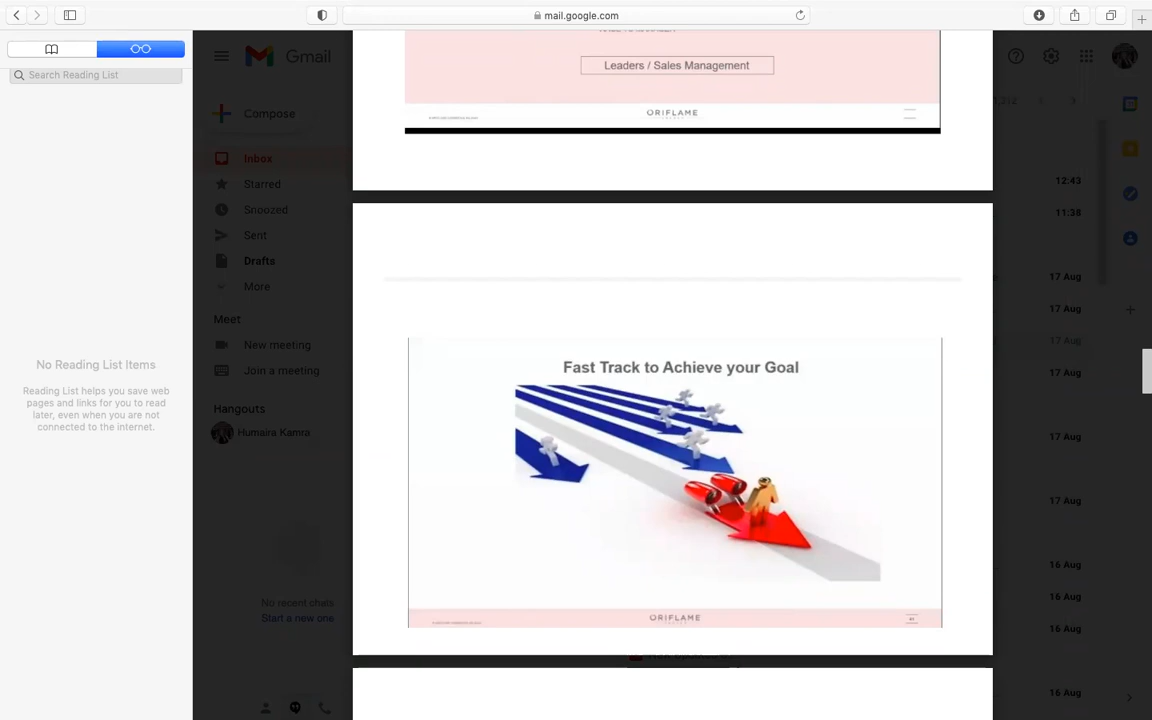 mail.google.com
Search Reading List
No Reading List Items
Reading List helps you save web
pages and links for you to read
later, even when you are not
connected to the internet.
Gmail
Compose
Inbox
Starred
Snoozed
Sent
Drafts
More
Meet
New meeting
Join a meeting
Hangouts
Humaira Kamra
No recent chats
Start a new one
Leaders / Sales Management
ORIFLAME
SWEDEN
Fast Track to Achieve your Goal
ORIFLAME
SWEDEN
12:43
11:38
17 Aug
17 Aug
17 Aug
17 Aug
17 Aug
17 Aug
16 Aug
16 Aug
16 Aug
16 Aug